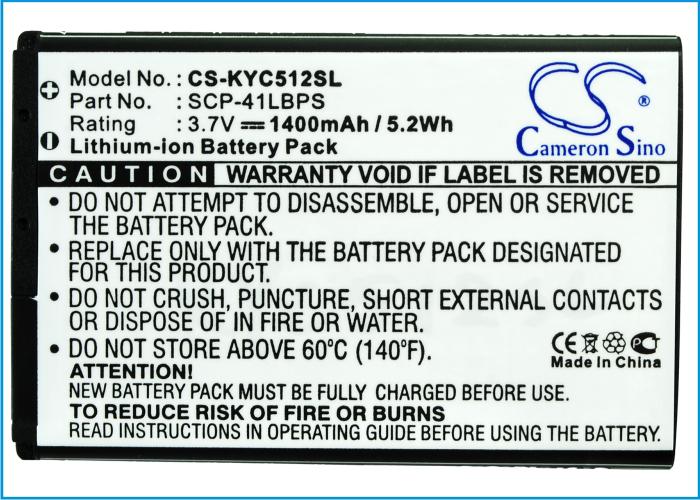 Model No.: CS-KYC512SL
Part No. : SCP-41LBPS
Rating : 3.7V 1400mAh / 5.2Wh
Lithium-ion Battery Pack
CS
®
Cameron Sino
CAUTION WARRANTY VOID IF LABEL IS REMOVED
• DO NOT ATTEMPT TO DISASSEMBLE, OPEN OR SERVICE
THE BATTERY PACK.
• REPLACE ONLY WITH THE BATTERY PACK DESIGNED
FOR THIS PRODUCT.
• DO NOT CRUSH, PUNCTURE, SHORT EXTERNAL CONTACTS
OR DISPOSE OF IN FIRE OR WATER.
• DO NOT STORE ABOVE 60°C (140°F).
ATTENTION!
NEW BATTERY PACK MUST BE FULLY CHARGED BEFORE USE.
TO REDUCE RISK OF FIRE OR BURNS
READ INSTRUCTIONS IN OPERATING GUIDE BEFORE USING BATTERY.
CE PC
Made In China